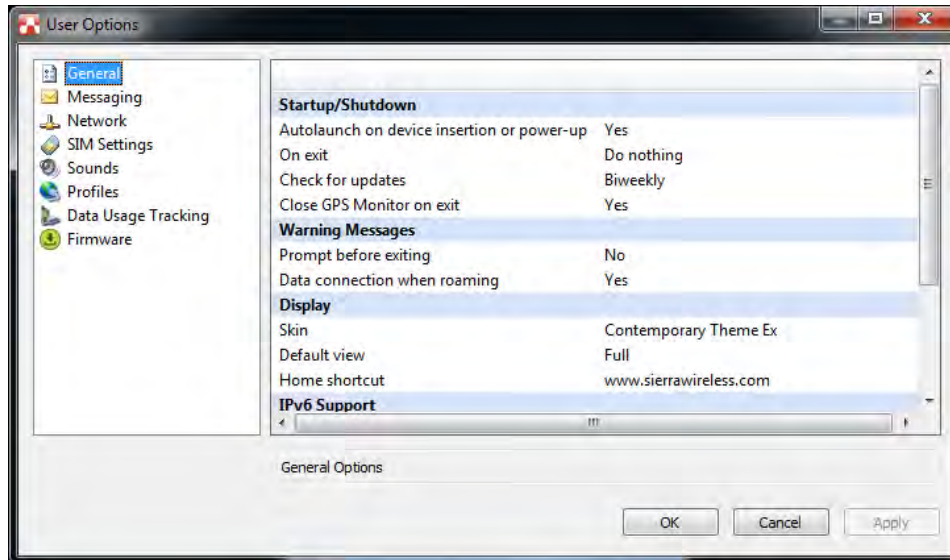 User Options
General
Messaging
Network
SIM Settings
Sounds
Profiles
Data Usage Tracking
Firmware
Startup/Shutdown
Autolaunch on device insertion or power-up Yes
On exit Do nothing
Check for updates Biweekly
Close GPS Monitor on exit Yes
Warning Messages
Prompt before exiting No
Data connection when roaming Yes
Display
Skin Contemporary Theme Ex
Default view Full
Home shortcut www.sierrawireless.com
IPv6 Support
General Options
OK Cancel Apply